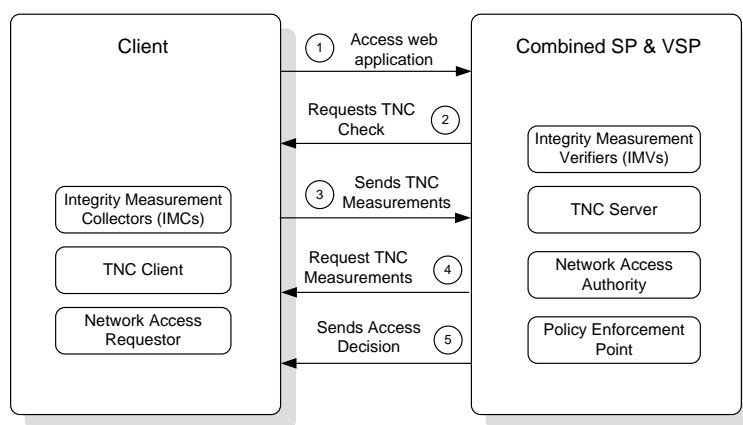 Client
Combined SP & VSP
1
Access web
application
Requests TNC
Check
2
3
Sends TNC
Measurements
Request TNC
Measurements
4
Sends Access
Decision
5
Integrity Measurement
Collectors (IMCs)
TNC Client
Network Access
Requestor
Integrity Measurement
Verifiers (IMVs)
TNC Server
Network Access
Authority
Policy Enforcement
Point